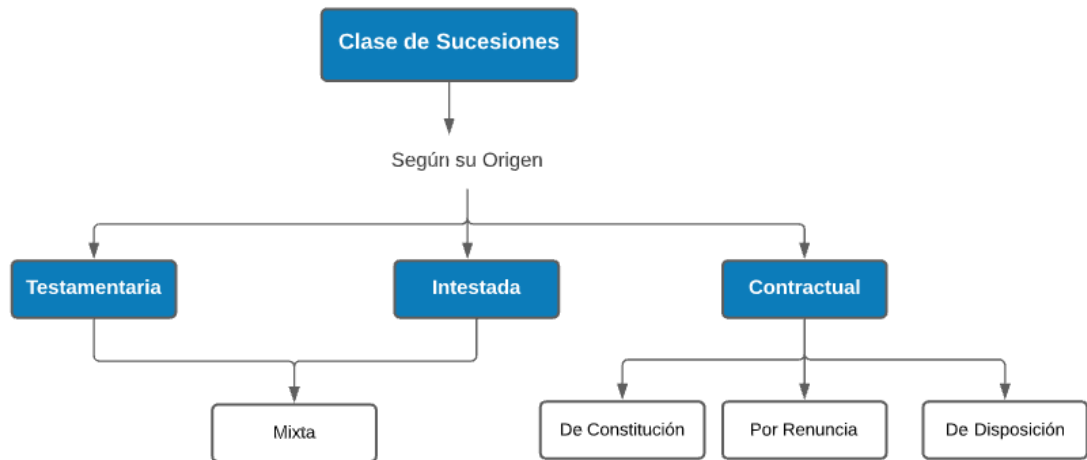 Clase de Sucesiones
Según su Origen
Testamentaria
Intestada
Contractual
Mixta
De Constitución
Por Renuncia
De Disposición